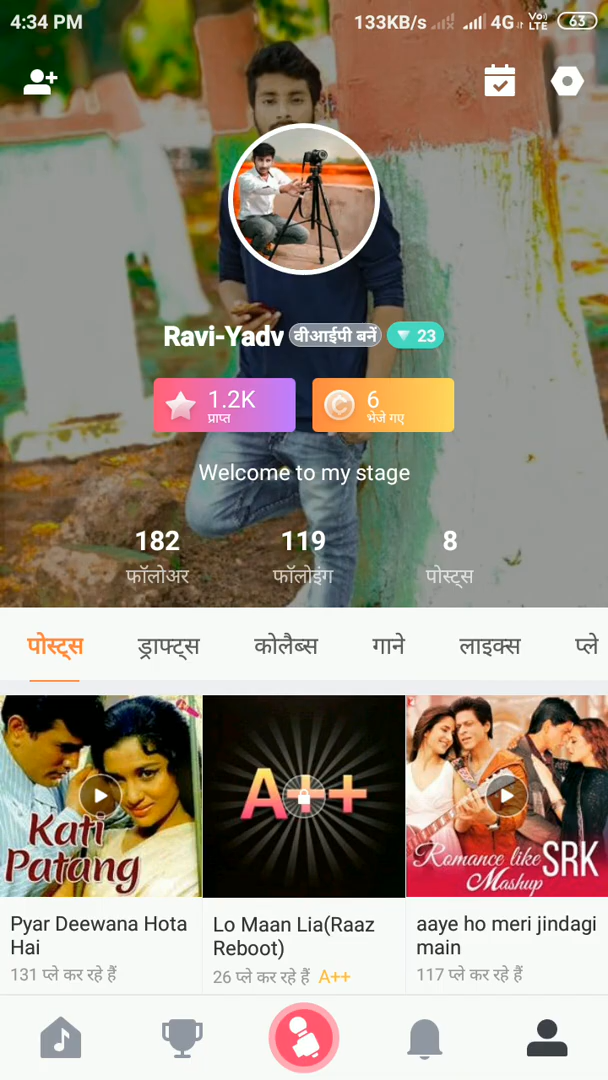 4:34 PM 133KB/s 4G Vo) LTE 63
Ravi-Yadv वीआईपी बनें 23
1.2K
प्राप्त
6
भेजे गए
Welcome to my stage
182 119 8
फॉलोअर फॉलोइंग पोस्ट्स
पोस्ट्स ड्राफ्ट्स कोलैब्स गाने लाइक्स प्ले
Kati
Patang
A++
Romance like SRK
Mashup
Pyar Deewana Hota
Hai
131 प्ले कर रहे हैं
Lo Maan Lia(Raaz
Reboot)
26 प्ले कर रहे हैं A++
aaye ho meri jindagi
main
117 प्ले कर रहे हैं